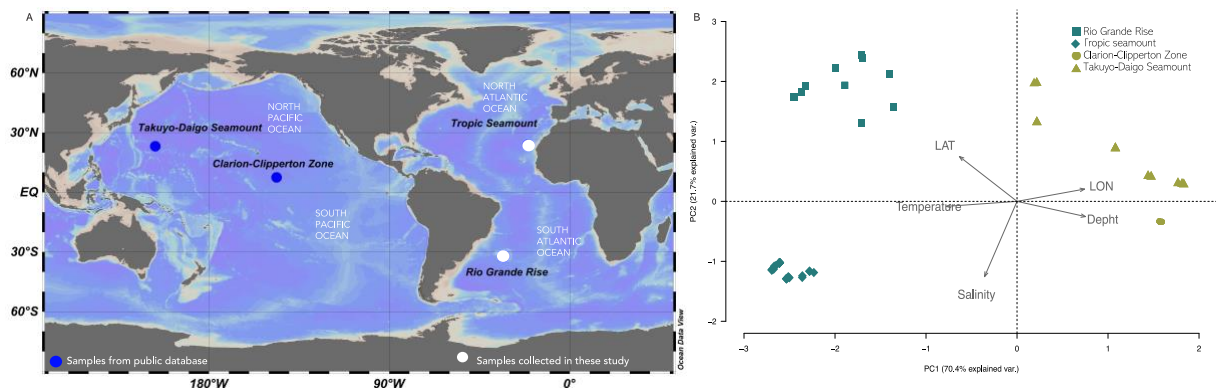 A
60°N
30°N
EQ
30°S
60°S
180°W
90°W
0°
NORTH
PACIFIC
OCEAN
NORTH
ATLANTIC
OCEAN
Takuyo-Daigo Seamount
Tropic Seamount
Clarion-Clipperton Zone
SOUTH
PACIFIC
OCEAN
SOUTH
ATLANTIC
OCEAN
Rio Grande Rise
Samples from public database
Samples collected in these study
Ocean Data View
B
Rio Grande Rise
Tropic seamount
Clarion-Clipperton Zone
Takuyo-Daigo Seamount
PC2 (21.7% explained var.)
3
2
1
0
−1
−2
LAT
LON
Temperature
Depht
Salinity
−3
−2
−1
0
1
2
PC1 (70.4% explained var.)